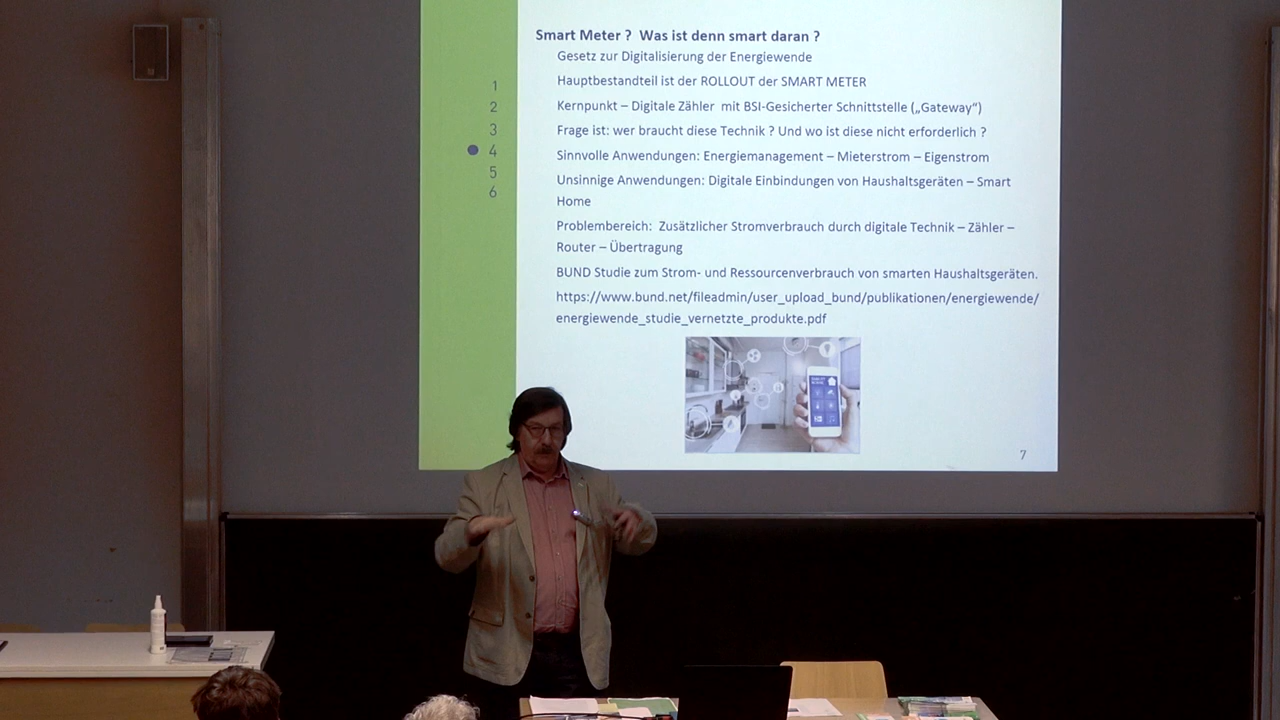 Smart Meter ? Was ist denn smart daran ?
Gesetz zur Digitalisierung der Energiewende
Hauptbestandteil ist der ROLLOUT der SMART METER
Kernpunkt – Digitale Zähler mit BSI-Gesicherter Schnittstelle („Gateway“)
Frage ist: wer braucht diese Technik ? Und wo ist diese nicht erforderlich ?
Sinnvolle Anwendungen: Energiemanagement – Mieterstrom – Eigenstrom
Unsinnige Anwendungen: Digitale Einbindungen von Haushaltsgeräten – Smart
Home
Problembereich: Zusätzlicher Stromverbrauch durch digitale Technik – Zähler –
Router – Übertragung
BUND Studie zum Strom- und Ressourcenverbrauch von smarten Haushaltsgeräten.
https://www.bund.net/fileadmin/user_upload_bund/publikationen/energiewende/
energiewende_studie_vernetzte_produkte.pdf
1
2
3
4
5
6
7